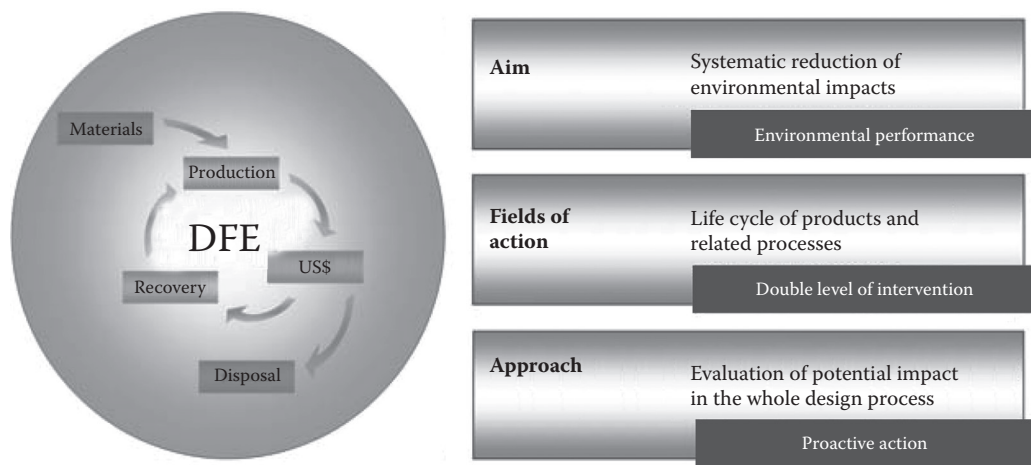 Materials
Production
DFE
US$
Recovery
Disposal
Aim
Systematic reduction of
environmental impacts
Environmental performance
Fields of
action
Life cycle of products and
related processes
Double level of intervention
Approach
Evaluation of potential impact
in the whole design process
Proactive action